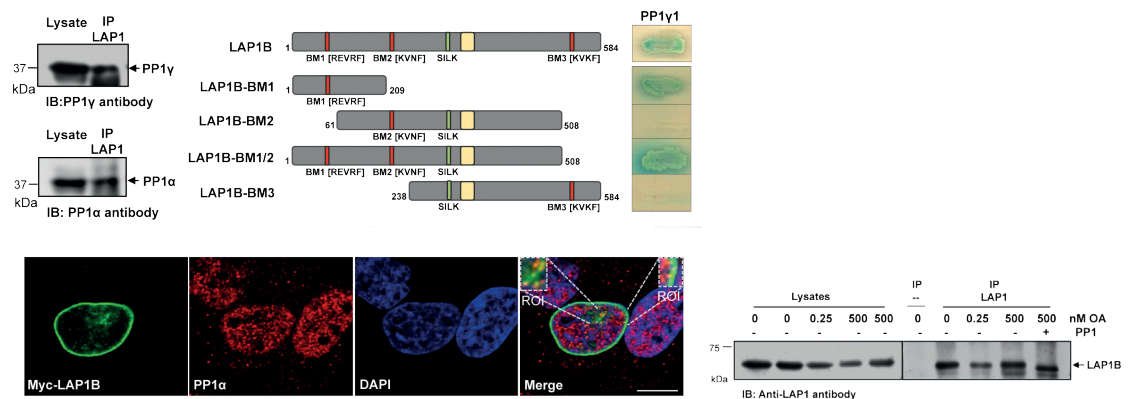 Lysate IP
LAP1
37
kDa
PP1γ
IB:PP1γ antibody
Lysate IP
LAP1
37
kDa
PP1α
IB: PP1α antibody
PP1γ1
LAP1B
1
584
BM1 [REVRF] BM2 [KVNF] SILK BM3 [KVKF]
LAP1B-BM1
1
209
BM1 [REVRF]
LAP1B-BM2
61
508
BM2 [KVNF] SILK
LAP1B-BM1/2
1
508
BM1 [REVRF] BM2 [KVNF] SILK
LAP1B-BM3
238
584
SILK BM3 [KVKF]
ROI ROI
Myc-LAP1B PP1α DAPI Merge
Lysates IP IP
-- LAP1
0 0 0.25 500 500 0 0 0.25 500 500 nM OA
- - - - - - - - - + PP1
75
kDa
LAP1B
IB: Anti-LAP1 antibody